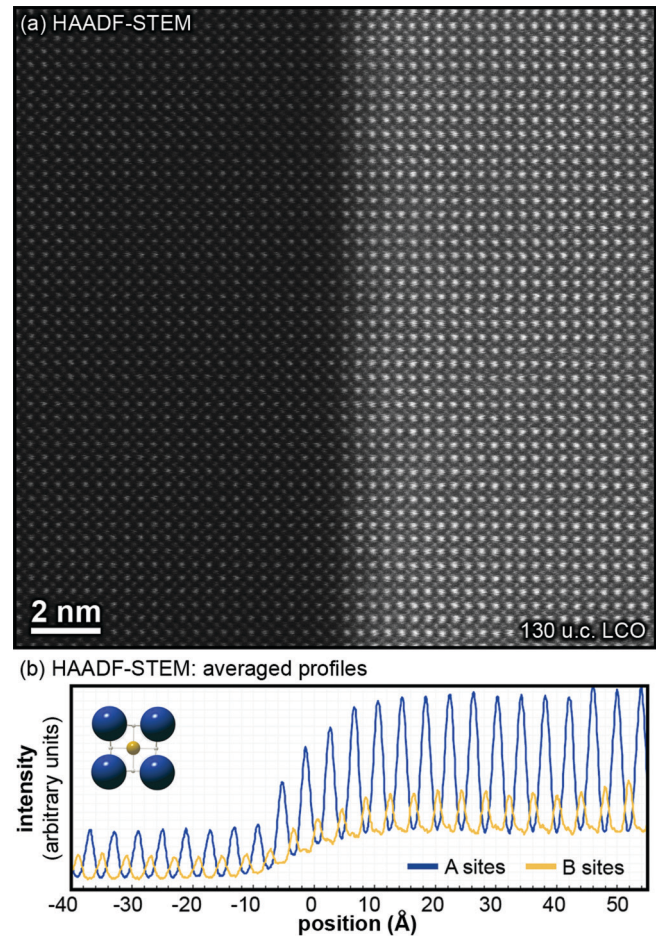 (a) HAADF-STEM
2 nm
130 u.c. LCO
(b) HAADF-STEM: averaged profiles
intensity
(arbitrary units)
A sites
B sites
-40 -30 -20 -10 0 10 20 30 40 50
position (Å)